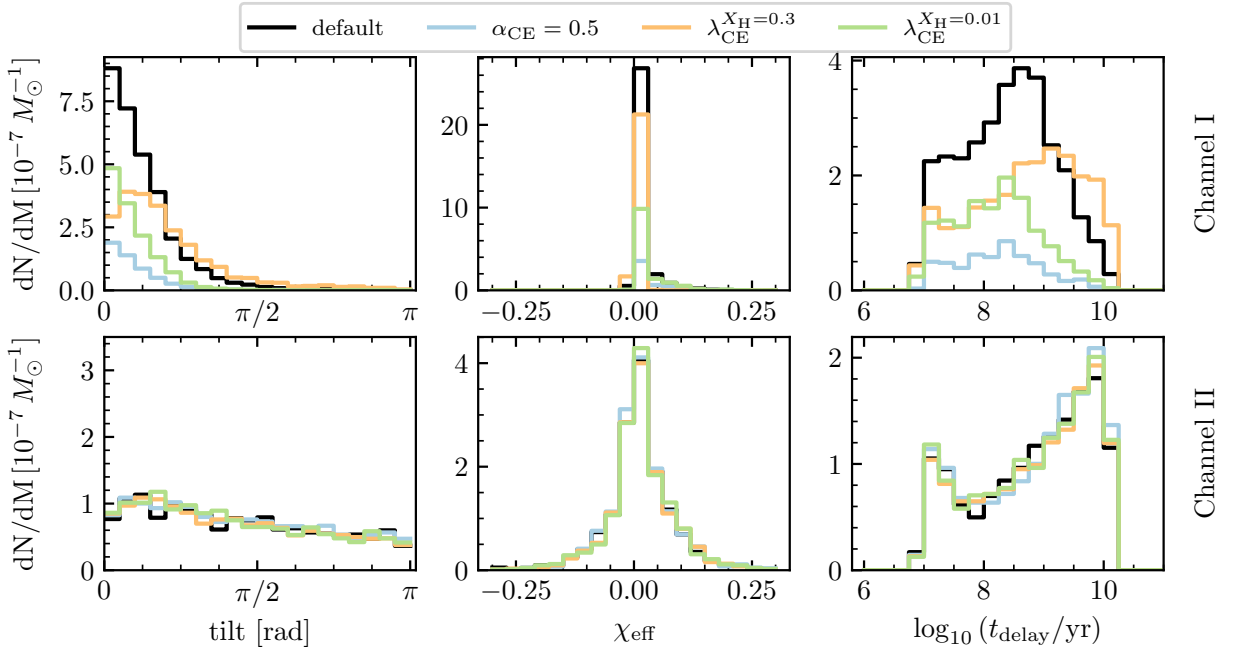 default α_CE = 0.5 λ_CE^{X_H=0.3} λ_CE^{X_H=0.01}
dN/dM [10^{-7} M_⊙^{-1}]
7.5
5.0
2.5
0.0
0 π/2 π
20
10
0
−0.25 0.00 0.25
4
2
0
6 8 10
Channel I
dN/dM [10^{-7} M_⊙^{-1}]
3
2
1
0
0 π/2 π
tilt [rad]
4
2
0
−0.25 0.00 0.25
χ_eff
2
1
0
6 8 10
log_{10} (t_delay/yr)
Channel II